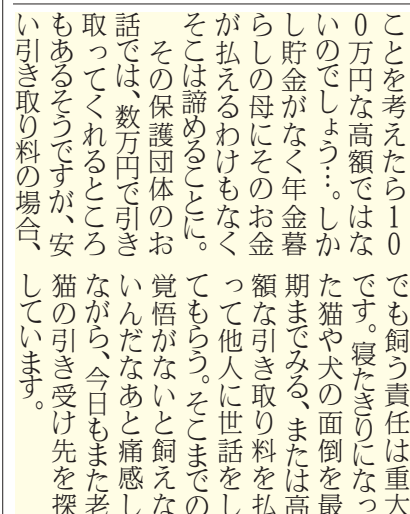 ことを考えたら10
0万円な高額ではな
いのでしょう…。しか
し貯金がなく年金暮
らしの母にそのお金
が払えるわけもなく
そこは諦めることに。
その保護団体のお
話では、数万円で引き
取ってくれるところ
もあるそうですが、安
い引き取り料の場合、
でも飼う責任は重大
です。寝たきりになっ
た猫や犬の面倒を最
期までみる、または高
額な引き取り料を払
って他人に世話をし
てもらう。そこまでの
覚悟がないと飼えな
いんだなあと痛感し
ながら、今日もまた老
猫の引き受け先を探
しています。